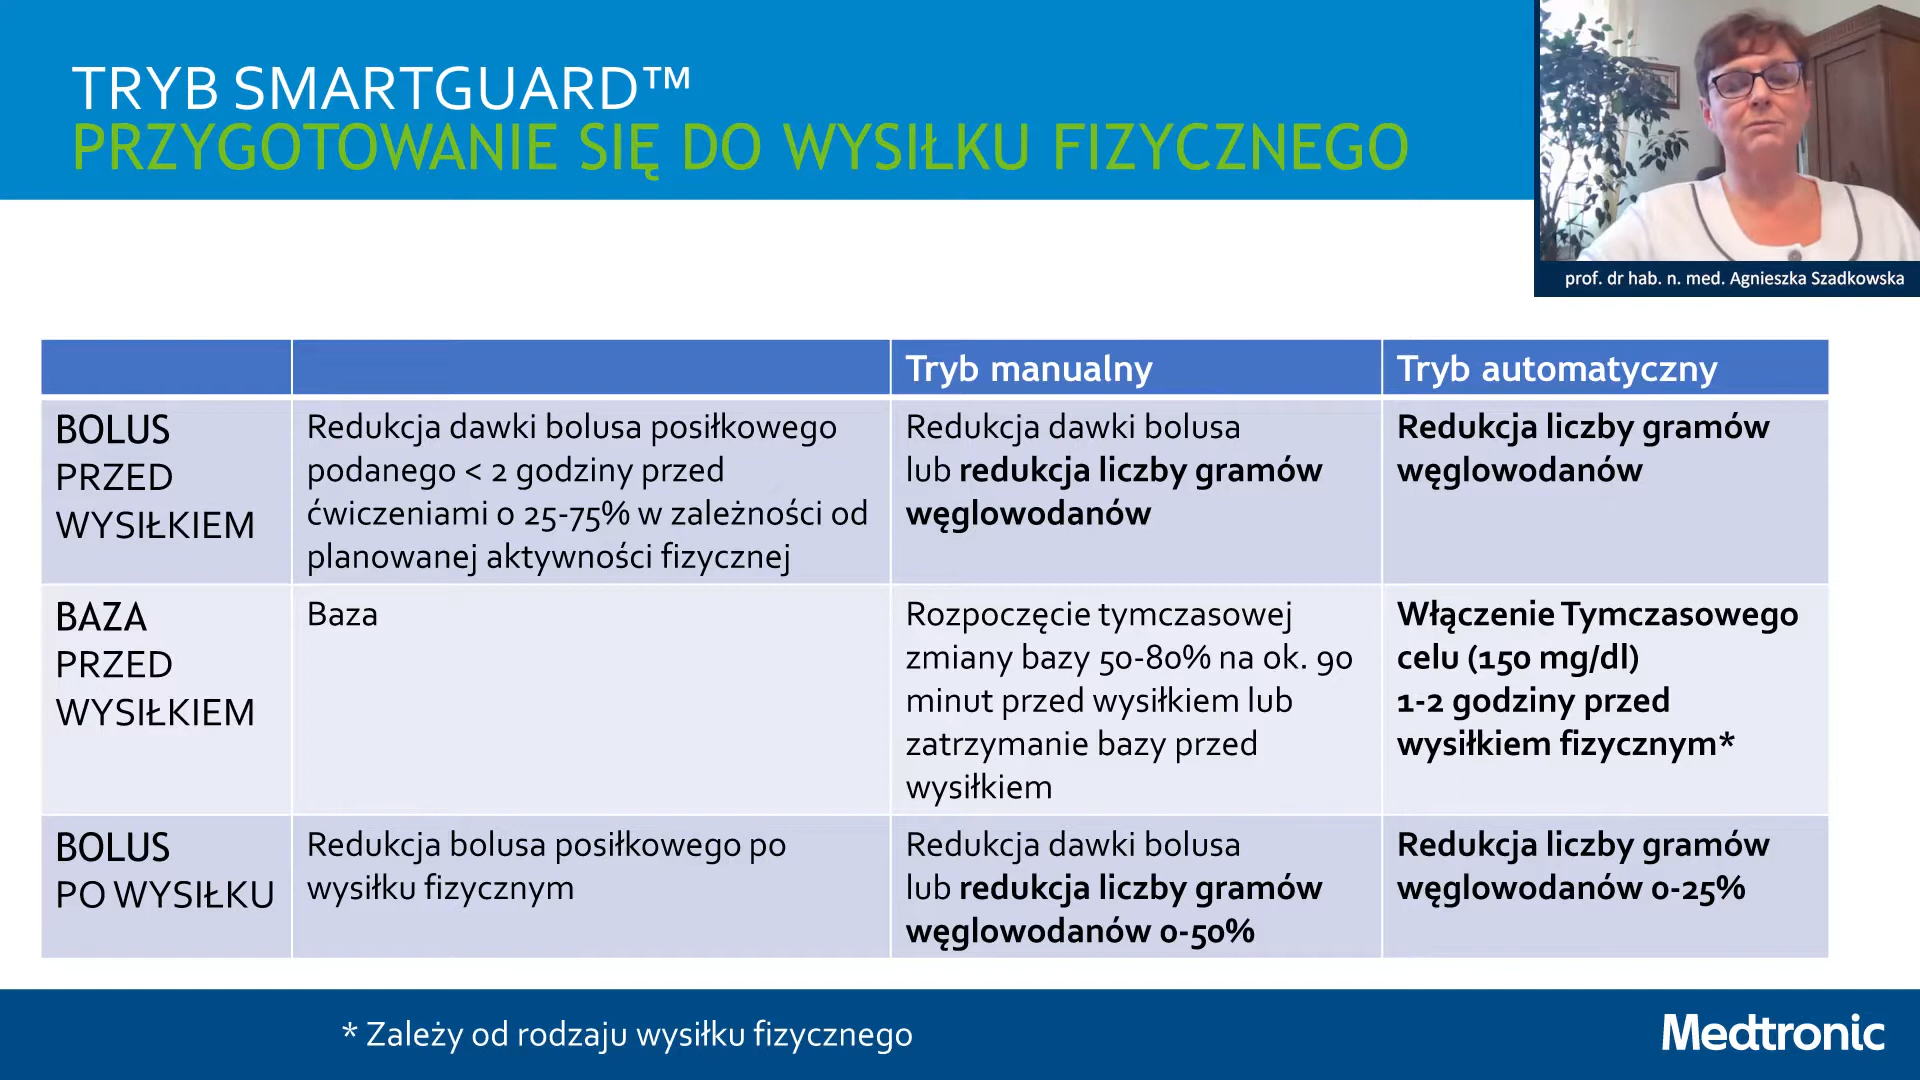 TRYB SMARTGUARD™
PRZYGOTOWANIE SIĘ DO WYSIŁKU FIZYCZNEGO
prof. dr hab. n. med. Agnieszka Szadkowska
Tryb manualny
Tryb automatyczny
BOLUS
PRZED
WYSIŁKIEM
Redukcja dawki bolusa posiłkowego
podanego < 2 godziny przed
ćwiczeniami o 25-75% w zależności od
planowanej aktywności fizycznej
Redukcja dawki bolusa
lub redukcja liczby gramów
węglowodanów
Redukcja liczby gramów
węglowodanów
BAZA
PRZED
WYSIŁKIEM
Baza
Rozpoczęcie tymczasowej
zmiany bazy 50-80% na ok. 90
minut przed wysiłkiem lub
zatrzymanie bazy przed
wysiłkiem
Włączenie Tymczasowego
celu (150 mg/dl)
1-2 godziny przed
wysiłkiem fizycznym*
BOLUS
PO WYSIŁKU
Redukcja bolusa posiłkowego po
wysiłku fizycznym
Redukcja dawki bolusa
lub redukcja liczby gramów
węglowodanów 0-50%
Redukcja liczby gramów
węglowodanów 0-25%
* Zależy od rodzaju wysiłku fizycznego
Medtronic